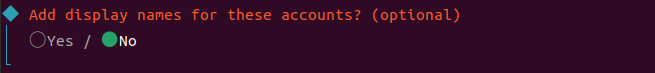 Add display names for these accounts? (optional)
Yes / No